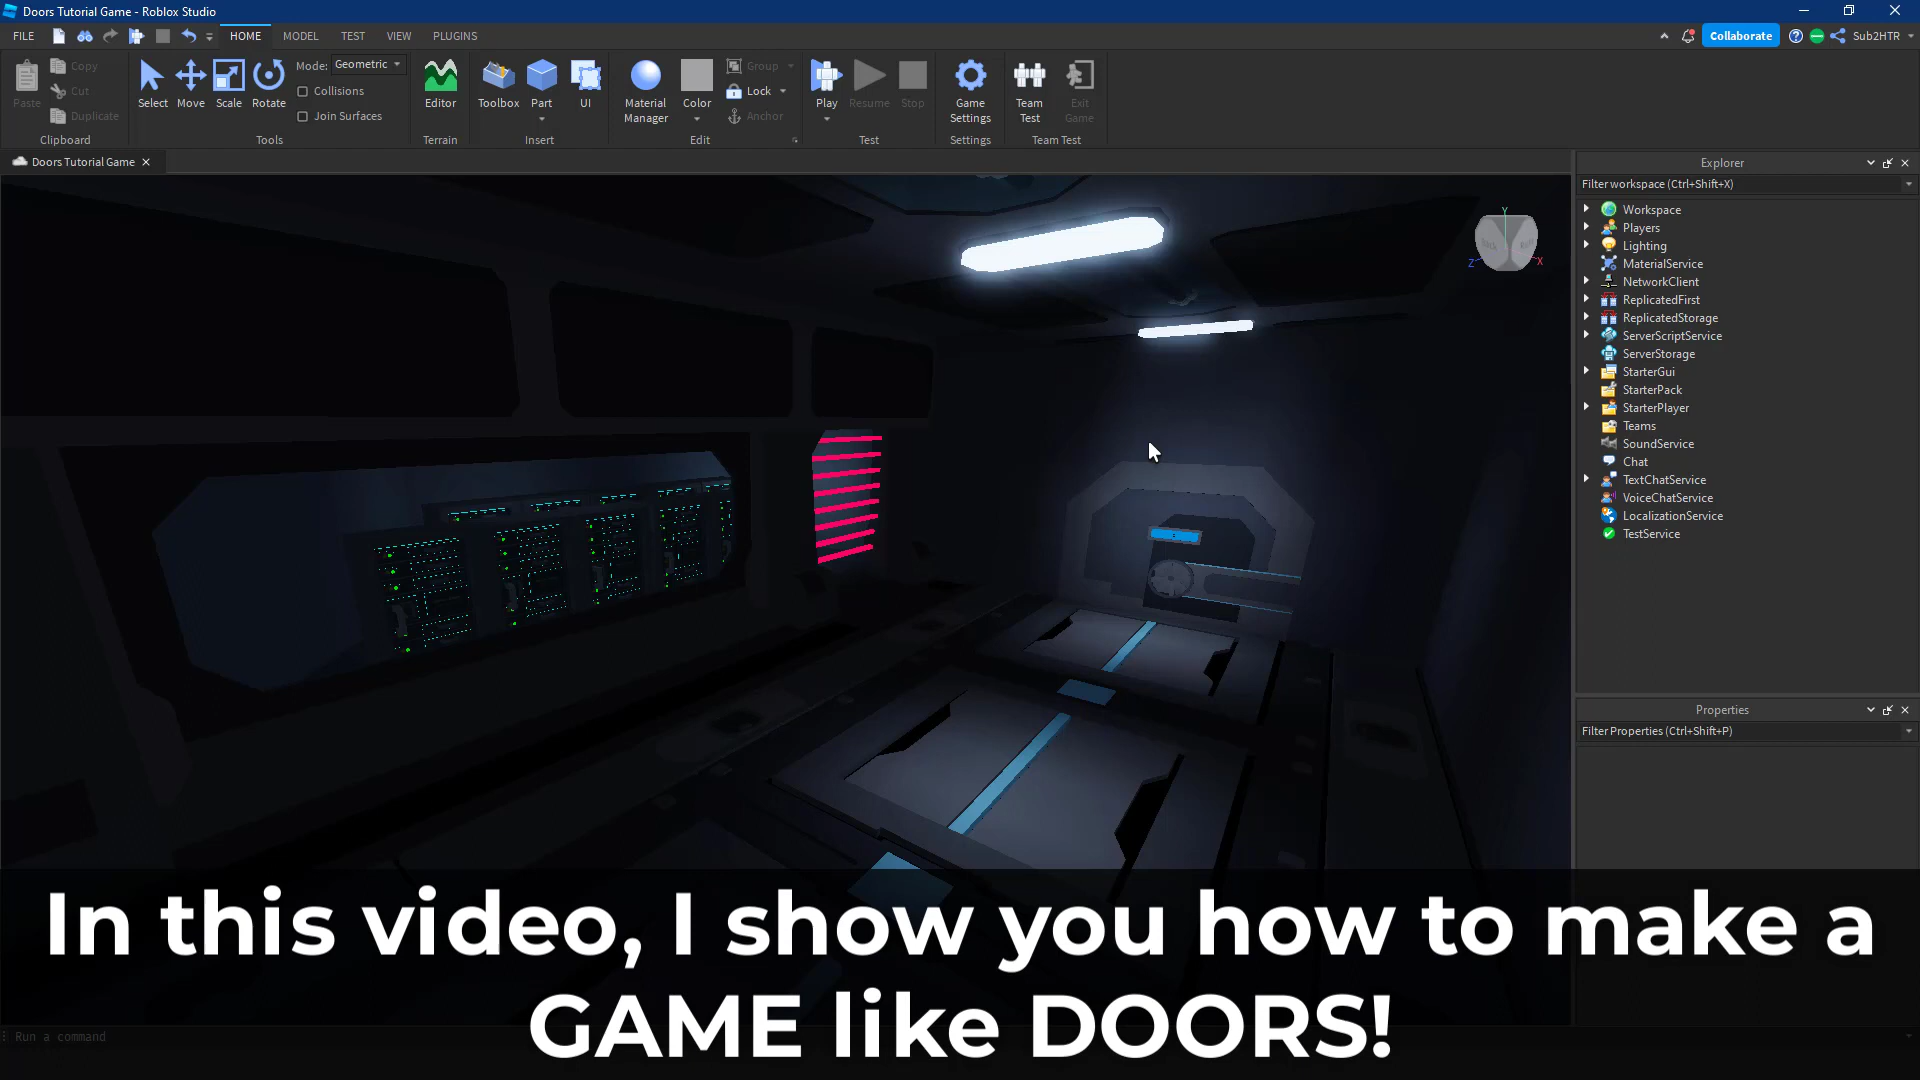 Doors Tutorial Game - Roblox Studio
FILE HOME MODEL TEST VIEW PLUGINS Collaborate Sub2HTR
Paste Copy Cut Duplicate
Select Move Scale Rotate Mode: Geometric
Collisions
Join Surfaces
Editor Toolbox Part UI
Material Manager Color Group Lock Anchor
Play Resume Stop Game Settings Team Test Exit Game
Clipboard Tools Terrain Insert Edit Test Settings Team Test
Doors Tutorial Game
Explorer
Filter workspace (Ctrl+Shift+X)
Workspace
Players
Lighting
MaterialService
NetworkClient
ReplicatedFirst
ReplicatedStorage
ServerScriptService
ServerStorage
StarterGui
StarterPack
StarterPlayer
Teams
SoundService
Chat
TextChatService
VoiceChatService
LocalizationService
TestService
Y
Z X
Properties
Filter Properties (Ctrl+Shift+P)
In this video, I show you how to make a
GAME like DOORS!
Run a command